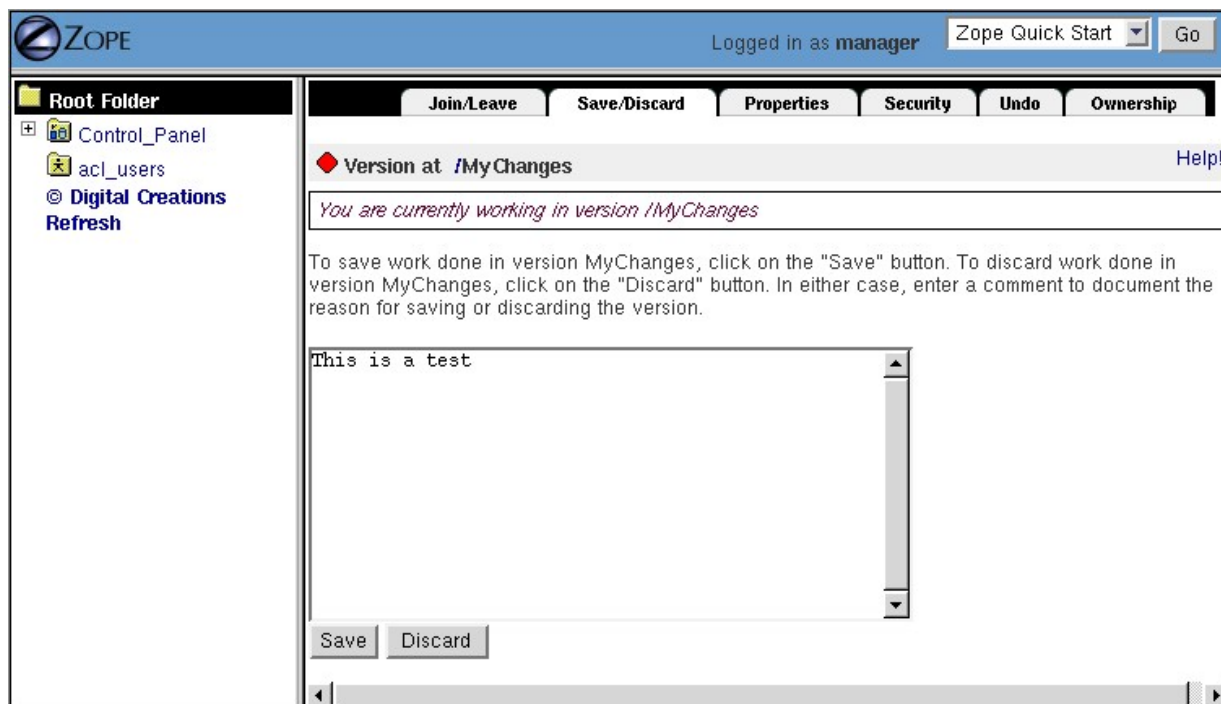 ZOPE
Logged in as manager
Zope Quick Start
Go
Root Folder
Control_Panel
acl_users
© Digital Creations
Refresh
Join/Leave
Save/Discard
Properties
Security
Undo
Ownership
Version at /MyChanges
Help!
You are currently working in version /MyChanges
To save work done in version MyChanges, click on the "Save" button. To discard work done in
version MyChanges, click on the "Discard" button. In either case, enter a comment to document the
reason for saving or discarding the version.
This is a test
Save
Discard